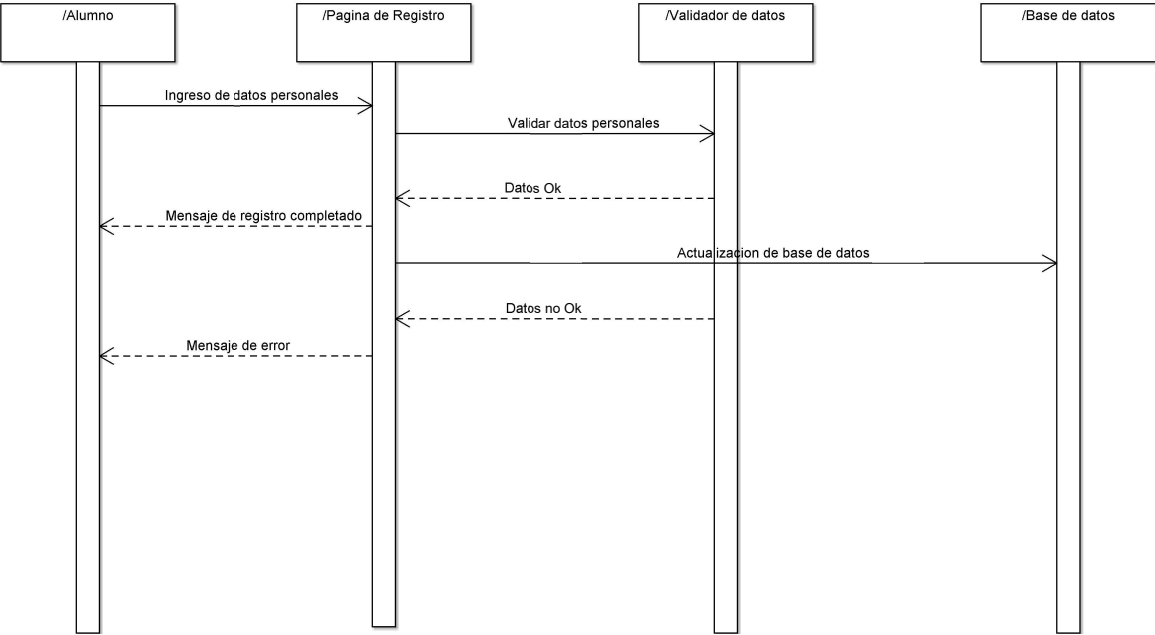 /Alumno
/Pagina de Registro
/Validador de datos
/Base de datos
Ingreso de datos personales
Validar datos personales
Datos Ok
Mensaje de registro completado
Actualizacion de base de datos
Datos no Ok
Mensaje de error